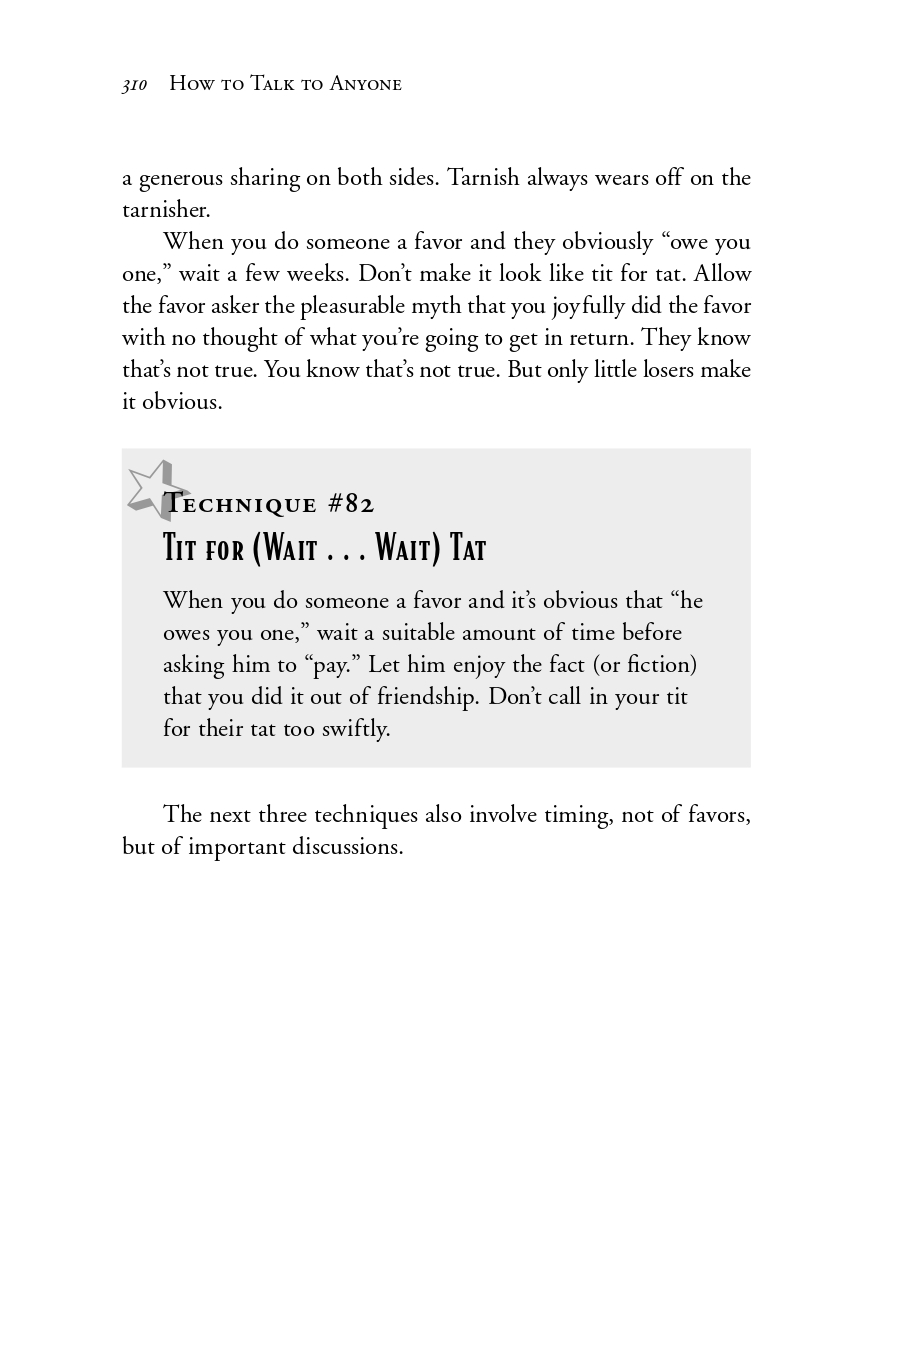 310 How to Talk to Anyone
a generous sharing on both sides. Tarnish always wears off on the
tarnisher.
When you do someone a favor and they obviously “owe you
one,” wait a few weeks. Don’t make it look like tit for tat. Allow
the favor asker the pleasurable myth that you joyfully did the favor
with no thought of what you’re going to get in return. They know
that’s not true. You know that’s not true. But only little losers make
it obvious.
Technique #82
Tit for (Wait . . . Wait) Tat
When you do someone a favor and it’s obvious that “he
owes you one,” wait a suitable amount of time before
asking him to “pay.” Let him enjoy the fact (or fiction)
that you did it out of friendship. Don’t call in your tit
for their tat too swiftly.
The next three techniques also involve timing, not of favors,
but of important discussions.